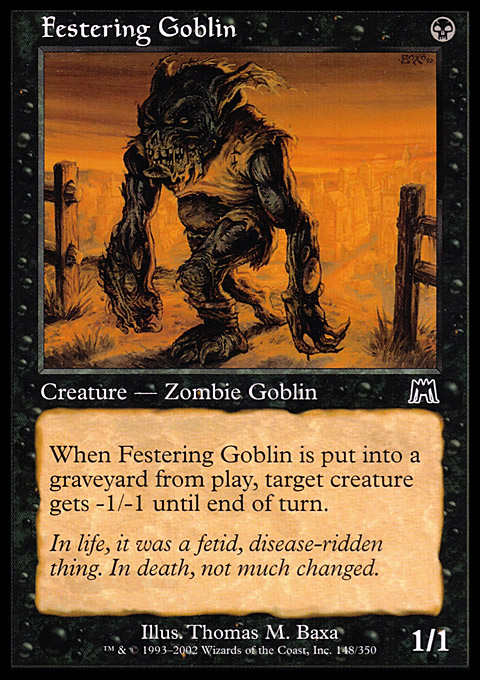 Festering Goblin
Creature — Zombie Goblin
When Festering Goblin is put into a
graveyard from play, target creature
gets -1/-1 until end of turn.
In life, it was a fetid, disease-ridden
thing. In death, not much changed.
Illus. Thomas M. Baxa
™ & © 1993–2002 Wizards of the Coast, Inc. 148/350
1/1